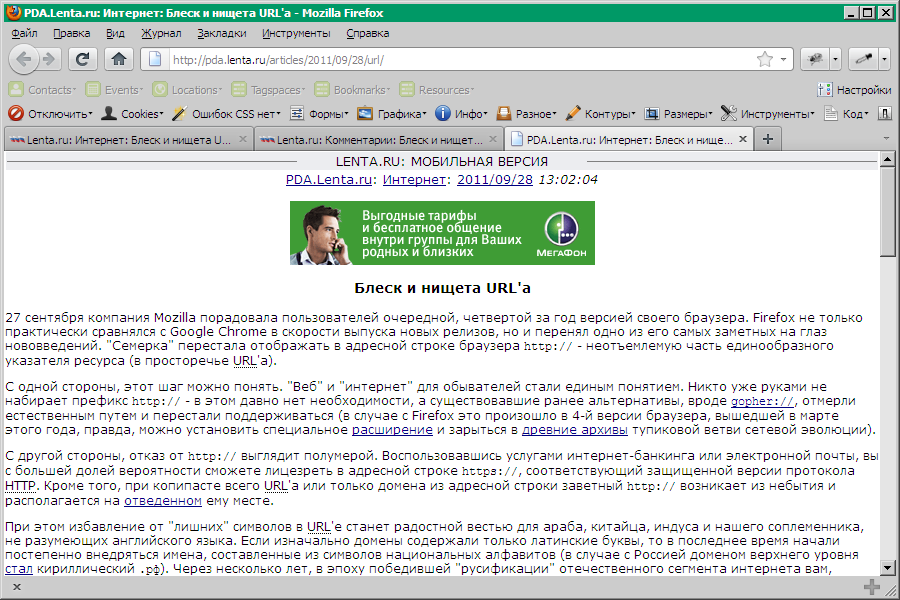 PDA.Lenta.ru: Интернет: Блеск и нищета URL'а - Mozilla Firefox
Файл Правка Вид Журнал Закладки Инструменты Справка
http://pda.lenta.ru/articles/2011/09/28/url/
Contacts Events Locations Tagspaces Bookmarks Resources Настройки
Отключить Cookies Ошибок CSS нет Формы Графика Инфо Разное Контуры Размеры Инструменты Код
Lenta.ru: Интернет: Блеск и нищета U... Lenta.ru: Комментарии: Блеск и нищет... PDA.Lenta.ru: Интернет: Блеск и нище...
LENTA.RU: МОБИЛЬНАЯ ВЕРСИЯ
PDA.Lenta.ru: Интернет: 2011/09/28 13:02:04
Выгодные тарифы
и бесплатное общение
внутри группы для Ваших
родных и близких
МЕГАФОН
Блеск и нищета URL'а
27 сентября компания Mozilla порадовала пользователей очередной, четвертой за год версией своего браузера. Firefox не только
практически сравнялся с Google Chrome в скорости выпуска новых релизов, но и перенял одно из его самых заметных на глаз
нововведений. "Семерка" перестала отображать в адресной строке браузера http:// - неотъемлемую часть единообразного
указателя ресурса (в просторечье URL'а).
С одной стороны, этот шаг можно понять. "Веб" и "интернет" для обывателей стали единым понятием. Никто уже руками не
набирает префикс http:// - в этом давно нет необходимости, а существовавшие ранее альтернативы, вроде gopher://, отмерли
естественным путем и перестали поддерживаться (в случае с Firefox это произошло в 4-й версии браузера, вышедшей в марте
этого года, правда, можно установить специальное расширение и зарыться в древние архивы тупиковой ветви сетевой эволюции).
С другой стороны, отказ от http:// выглядит полумерой. Воспользовавшись услугами интернет-банкинга или электронной почты, вы
с большей долей вероятности сможете лицезреть в адресной строке https://, соответствующий защищенной версии протокола
HTTP. Кроме того, при копипасте всего URL'а или только домена из адресной строки заветный http:// возникает из небытия и
располагается на отведенном ему месте.
При этом избавление от "лишних" символов в URL'е станет радостной вестью для араба, китайца, индуса и нашего соплеменника,
не разумеющих английского языка. Если изначально домены содержали только латинские буквы, то в последнее время начали
постепенно внедряться имена, составленные из символов национальных алфавитов (в случае с Россией доменом верхнего уровня
стал кириллический .рф). Через несколько лет, в эпоху победившей "русификации" отечественного сегмента интернета вам,